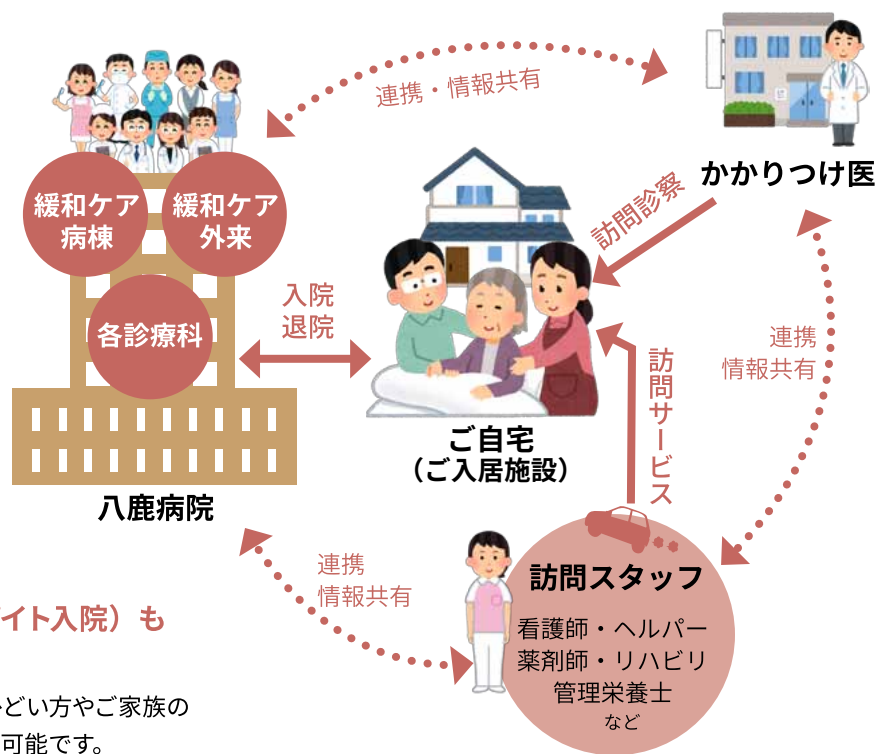 連携・情報共有
かかりつけ医
緩和ケア
病棟
緩和ケア
外来
各診療科
八鹿病院
入院
退院
訪問診察
ご自宅
（ご入居施設）
訪問サービス
連携
情報共有
連携
情報共有
訪問スタッフ
看護師・ヘルパー
薬剤師・リハビリ
管理栄養士
など
イト入院）も
どい方やご家族の
可能です。